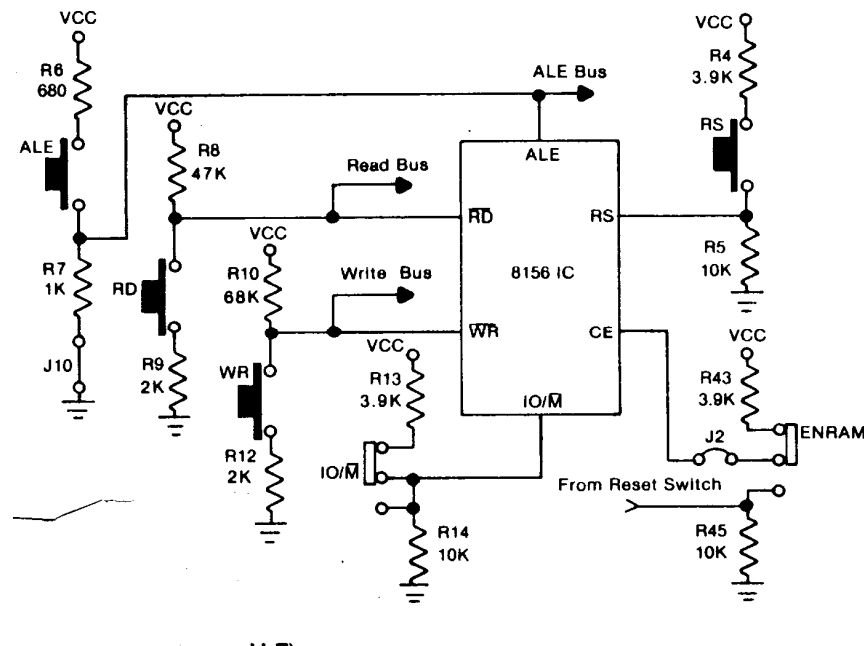 VCC
R6
680
ALE
R7
1K
J10
VCC
R8
47K
RD
R9
2K
VCC
R10
68K
WR
R12
2K
Read Bus
Write Bus
ALE Bus
ALE
R̅D̅
W̅R̅
8156 IC
RS
CE
IO/M̅
VCC
R13
3.9K
IO/M̅
R14
10K
VCC
R4
3.9K
RS
R5
10K
VCC
R43
3.9K
J2
ENRAM
From Reset Switch
R45
10K